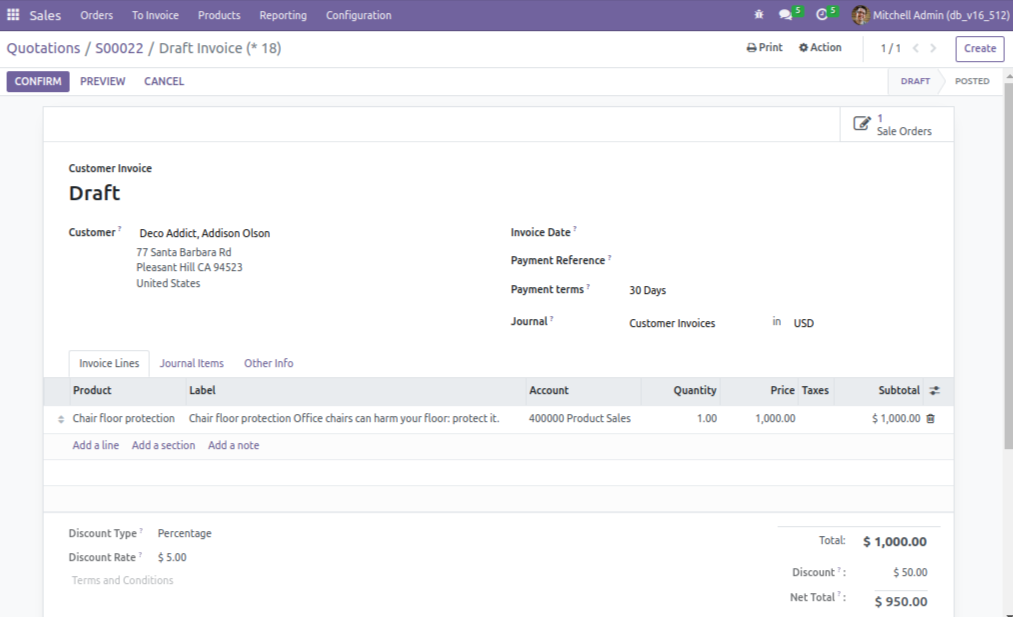 Sales Orders To Invoice Products Reporting Configuration 5 5 Mitchell Admin (db_v16_512)
Quotations / S00022 / Draft Invoice (* 18) Print Action 1 / 1 Create
CONFIRM PREVIEW CANCEL DRAFT POSTED
1
Sale Orders
Customer Invoice
Draft
Customer ? Deco Addict, Addison Olson
77 Santa Barbara Rd
Pleasant Hill CA 94523
United States
Invoice Date ?
Payment Reference ?
Payment terms ? 30 Days
Journal ? Customer Invoices in USD
Invoice Lines Journal Items Other Info
Product Label Account Quantity Price Taxes Subtotal
Chair floor protection Chair floor protection Office chairs can harm your floor: protect it. 400000 Product Sales 1.00 1,000.00 $ 1,000.00
Add a line Add a section Add a note
Discount Type ? Percentage
Discount Rate ? $ 5.00
Terms and Conditions
Total: $ 1,000.00
Discount ? : $ 50.00
Net Total ? : $ 950.00